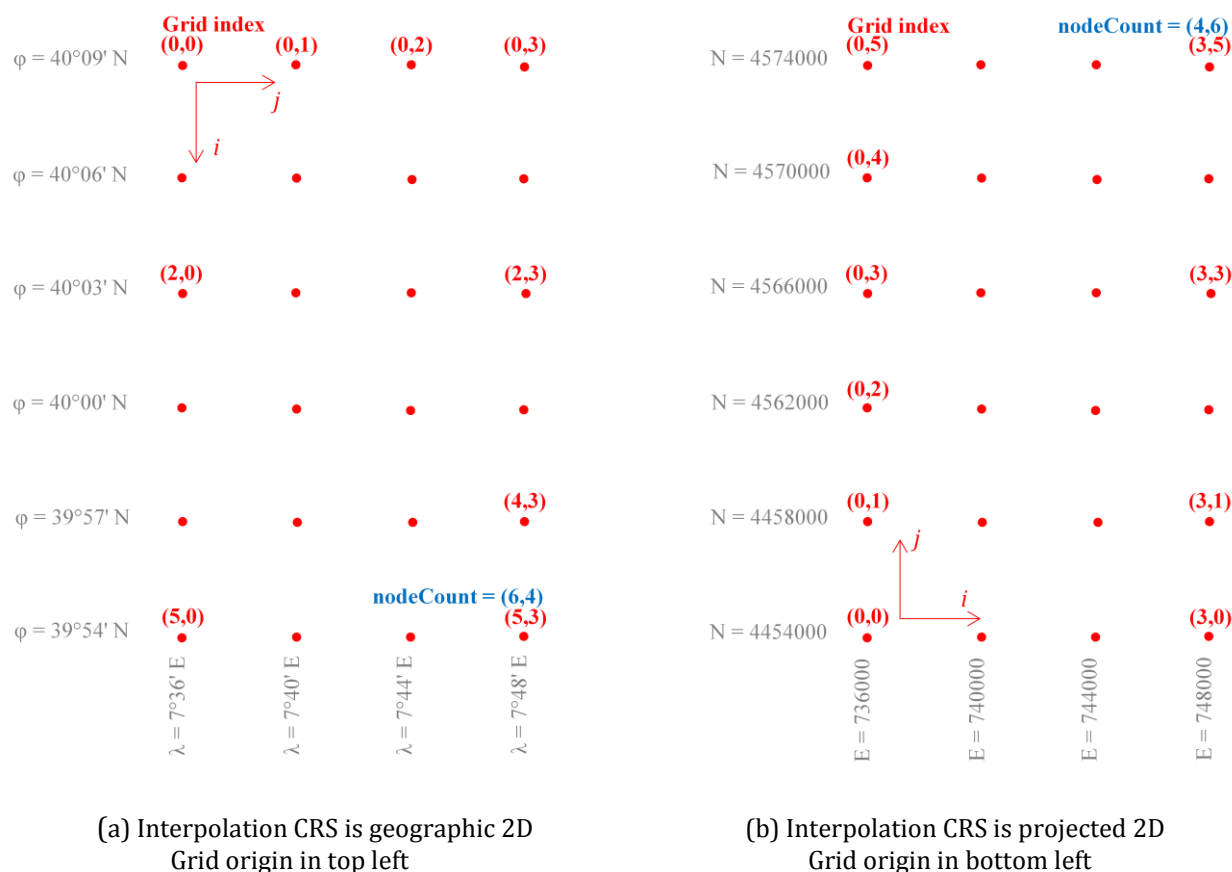 Grid index
(0,0) (0,1) (0,2) (0,3)
φ = 40°09' N
j
i
φ = 40°06' N
(2,0) (2,3)
φ = 40°03' N
φ = 40°00' N
(4,3)
φ = 39°57' N
nodeCount = (6,4)
(5,0) (5,3)
φ = 39°54' N
λ = 7°36' E
λ = 7°40' E
λ = 7°44' E
λ = 7°48' E
(a) Interpolation CRS is geographic 2D
Grid origin in top left
Grid index nodeCount = (4,6)
(0,5) (3,5)
N = 4574000
(0,4)
N = 4570000
(0,3) (3,3)
N = 4566000
(0,2)
N = 4562000
(0,1) (3,1)
N = 4458000
j
i
(0,0) (3,0)
N = 4454000
E = 736000
E = 740000
E = 744000
E = 748000
(b) Interpolation CRS is projected 2D
Grid origin in bottom left